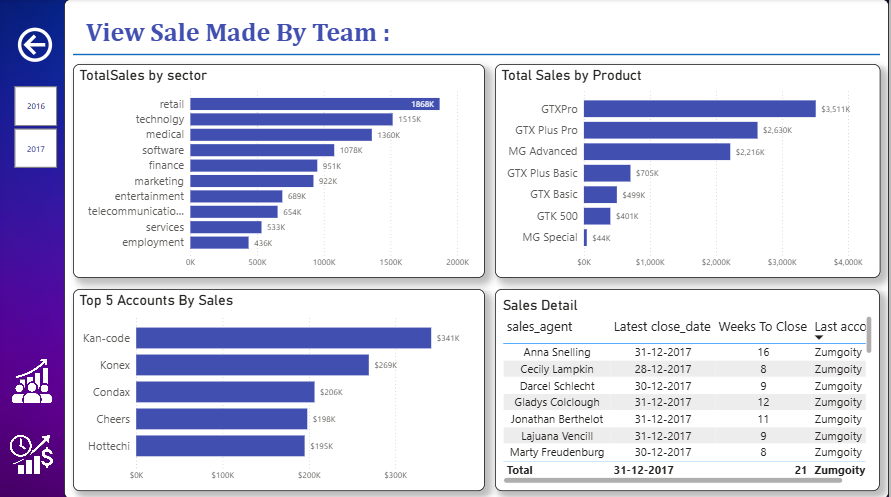 View Sale Made By Team :
2016
2017
TotalSales by sector
retail 1868K
technolgy 1515K
medical 1360K
software 1078K
finance 951K
marketing 922K
entertainment 689K
telecommunicatio... 654K
services 533K
employment 436K
0K 500K 1000K 1500K 2000K
Total Sales by Product
GTXPro $3,511K
GTX Plus Pro $2,630K
MG Advanced $2,216K
GTX Plus Basic $705K
GTX Basic $499K
GTK 500 $401K
MG Special $44K
$0K $1,000K $2,000K $3,000K $4,000K
Top 5 Accounts By Sales
Kan-code $341K
Konex $269K
Condax $206K
Cheers $198K
Hottechi $195K
$0K $100K $200K $300K
Sales Detail
sales_agent Latest close_date Weeks To Close Last acco
Anna Snelling 31-12-2017 16 Zumgoity
Cecily Lampkin 28-12-2017 8 Zumgoity
Darcel Schlecht 30-12-2017 9 Zumgoity
Gladys Colclough 31-12-2017 12 Zumgoity
Jonathan Berthelot 31-12-2017 11 Zumgoity
Lajuana Vencill 31-12-2017 9 Zumgoity
Marty Freudenburg 30-12-2017 8 Zumgoity
Total 31-12-2017 21 Zumgoity